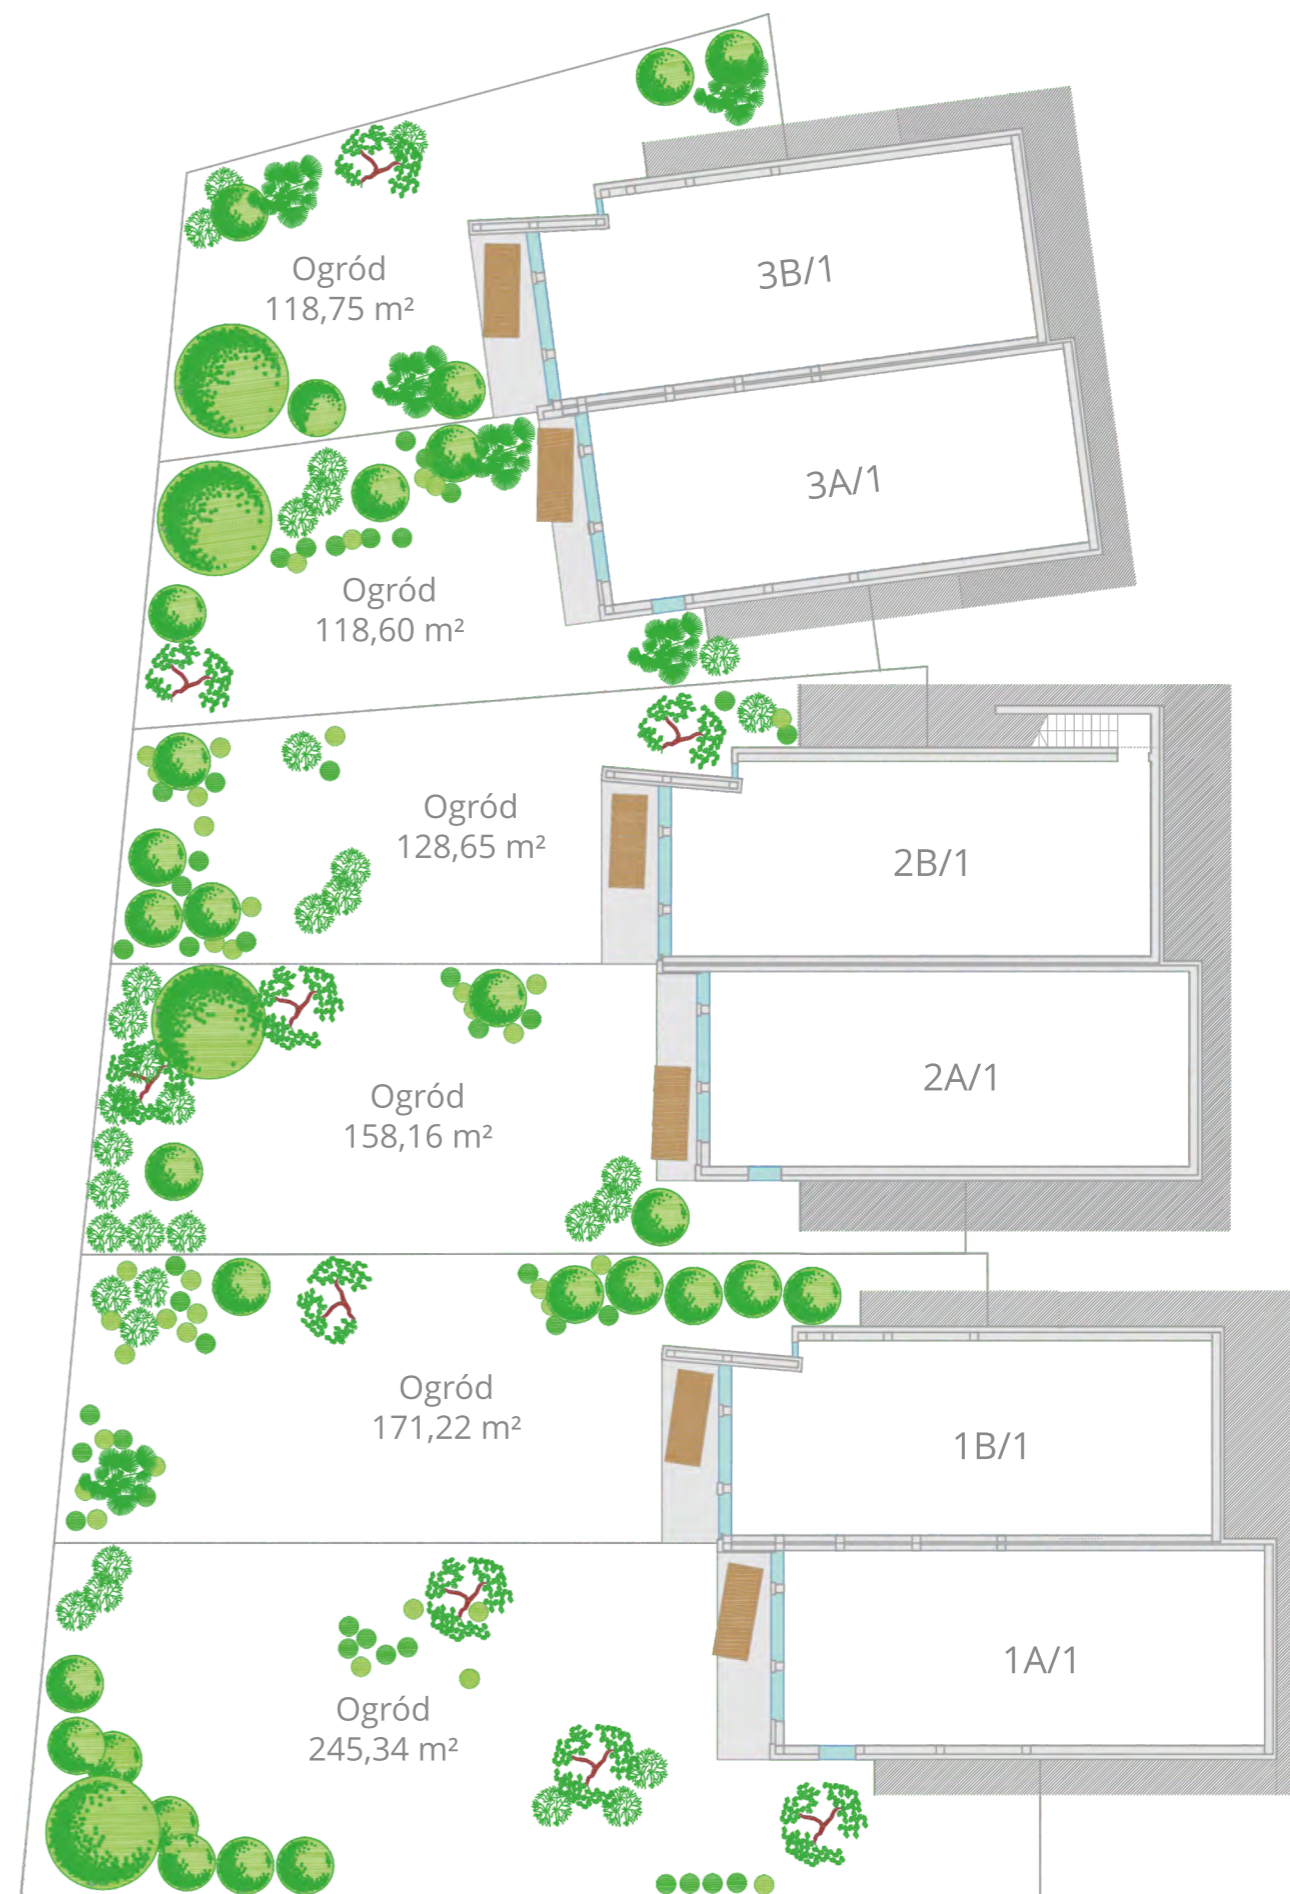 Ogród
118,75 m²
3B/1
3A/1
Ogród
118,60 m²
Ogród
128,65 m²
2B/1
2A/1
Ogród
158,16 m²
Ogród
171,22 m²
1B/1
1A/1
Ogród
245,34 m²